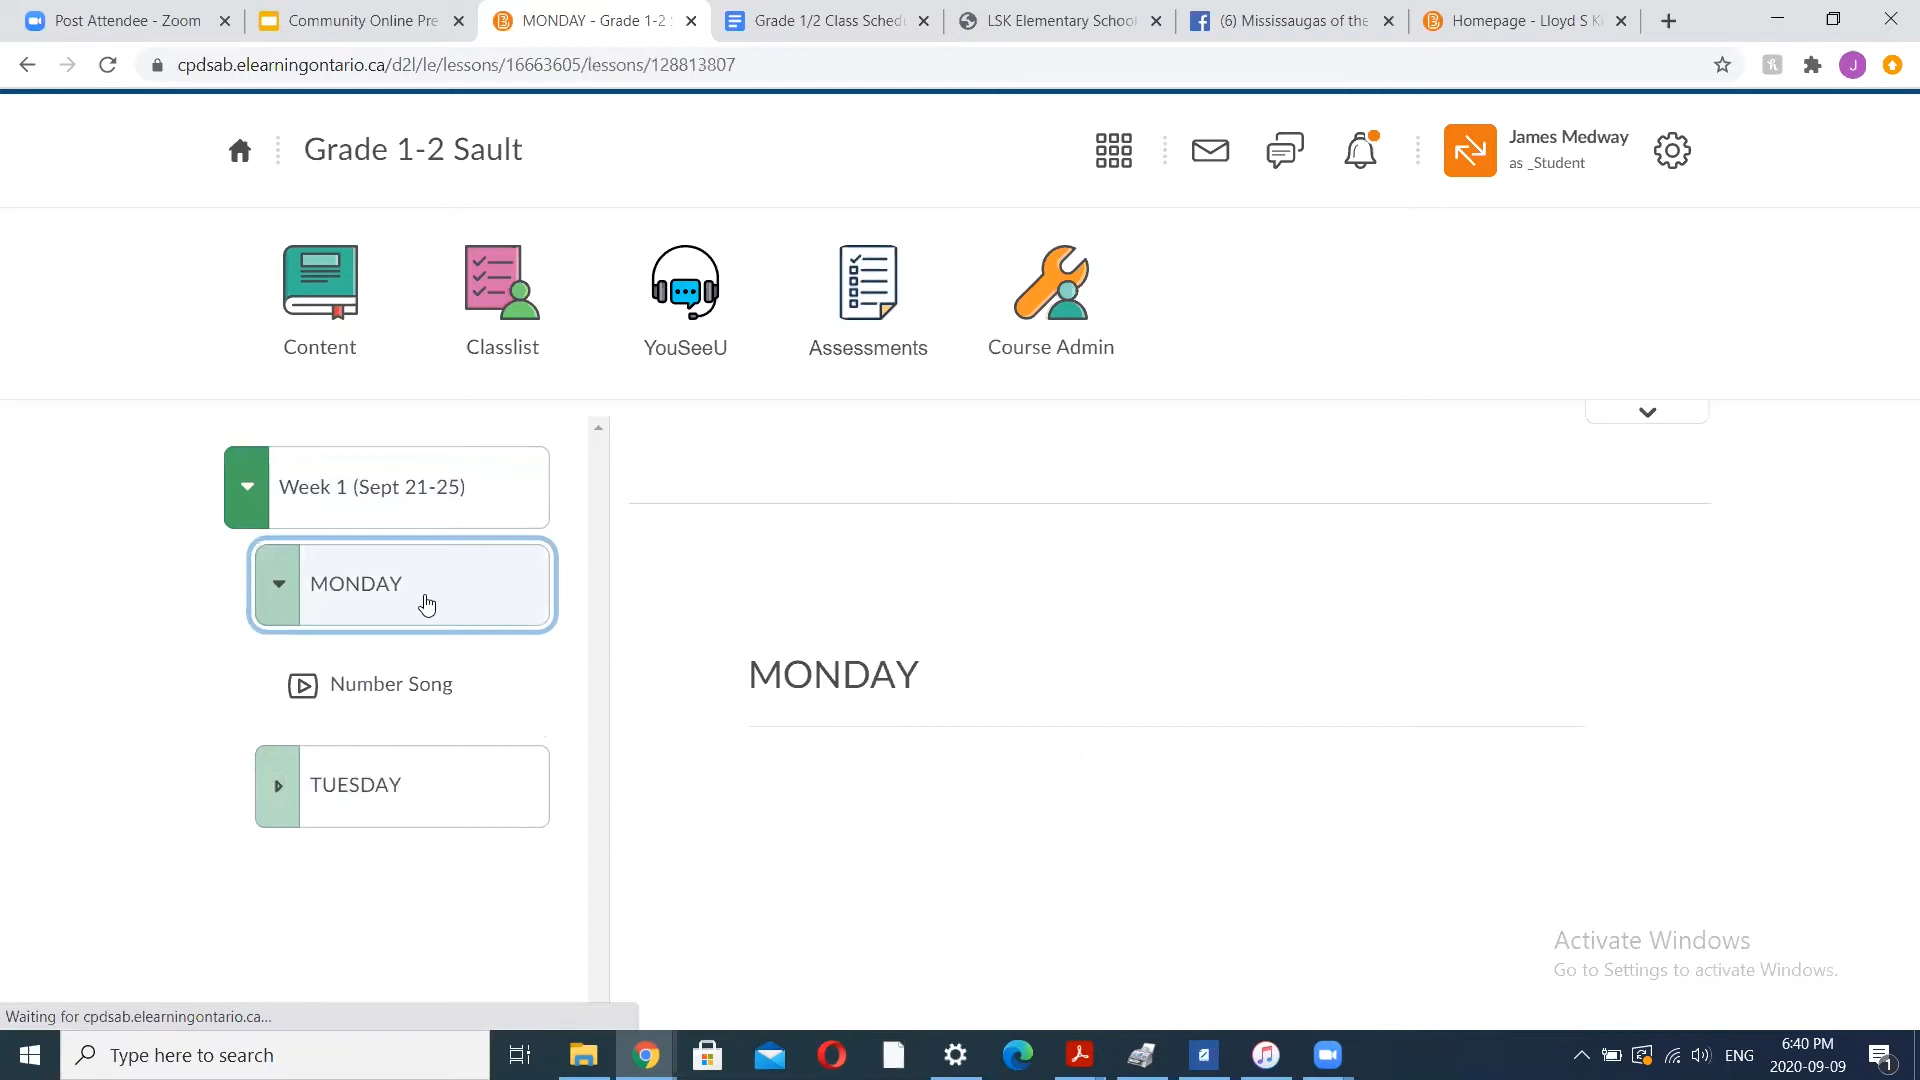 Post Attendee - Zoom
Community Online Pre
MONDAY - Grade 1-2 S
Grade 1/2 Class Schedu
LSK Elementary School
(6) Mississaugas of the
Homepage - Lloyd S Ki
cpdsab.elearningontario.ca/d2l/le/lessons/16663605/lessons/128813807
J
Grade 1-2 Sault
James Medway
as _Student
Content
Classlist
YouSeeU
Assessments
Course Admin
Week 1 (Sept 21-25)
MONDAY
Number Song
TUESDAY
MONDAY
Activate Windows
Go to Settings to activate Windows.
Waiting for cpdsab.elearningontario.ca...
Type here to search
ENG
6:40 PM
2020-09-09
1